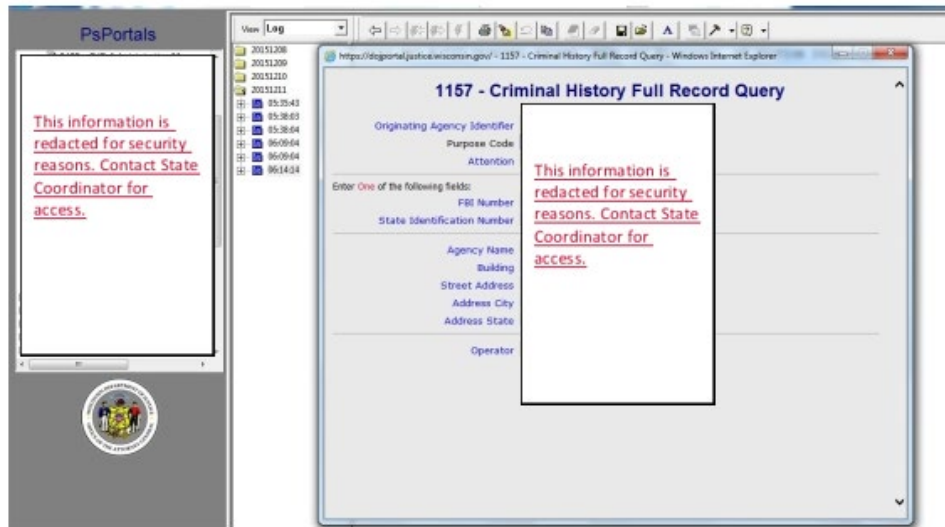 PsPortals
This information is
redacted for security
reasons. Contact State
Coordinator for
access.
View Log
20151208
20151209
20151210
20151211
05:35:43
05:38:03
05:38:04
06:09:04
06:09:04
06:14:14
https://dojportal.justice.wisconsin.gov/ - 1157 - Criminal History Full Record Query - Windows Internet Explorer
1157 - Criminal History Full Record Query
Originating Agency Identifier
Purpose Code
Attention
Enter One of the following fields:
FBI Number
State Identification Number
Agency Name
Building
Street Address
Address City
Address State
Operator
This information is
redacted for security
reasons. Contact State
Coordinator for
access.